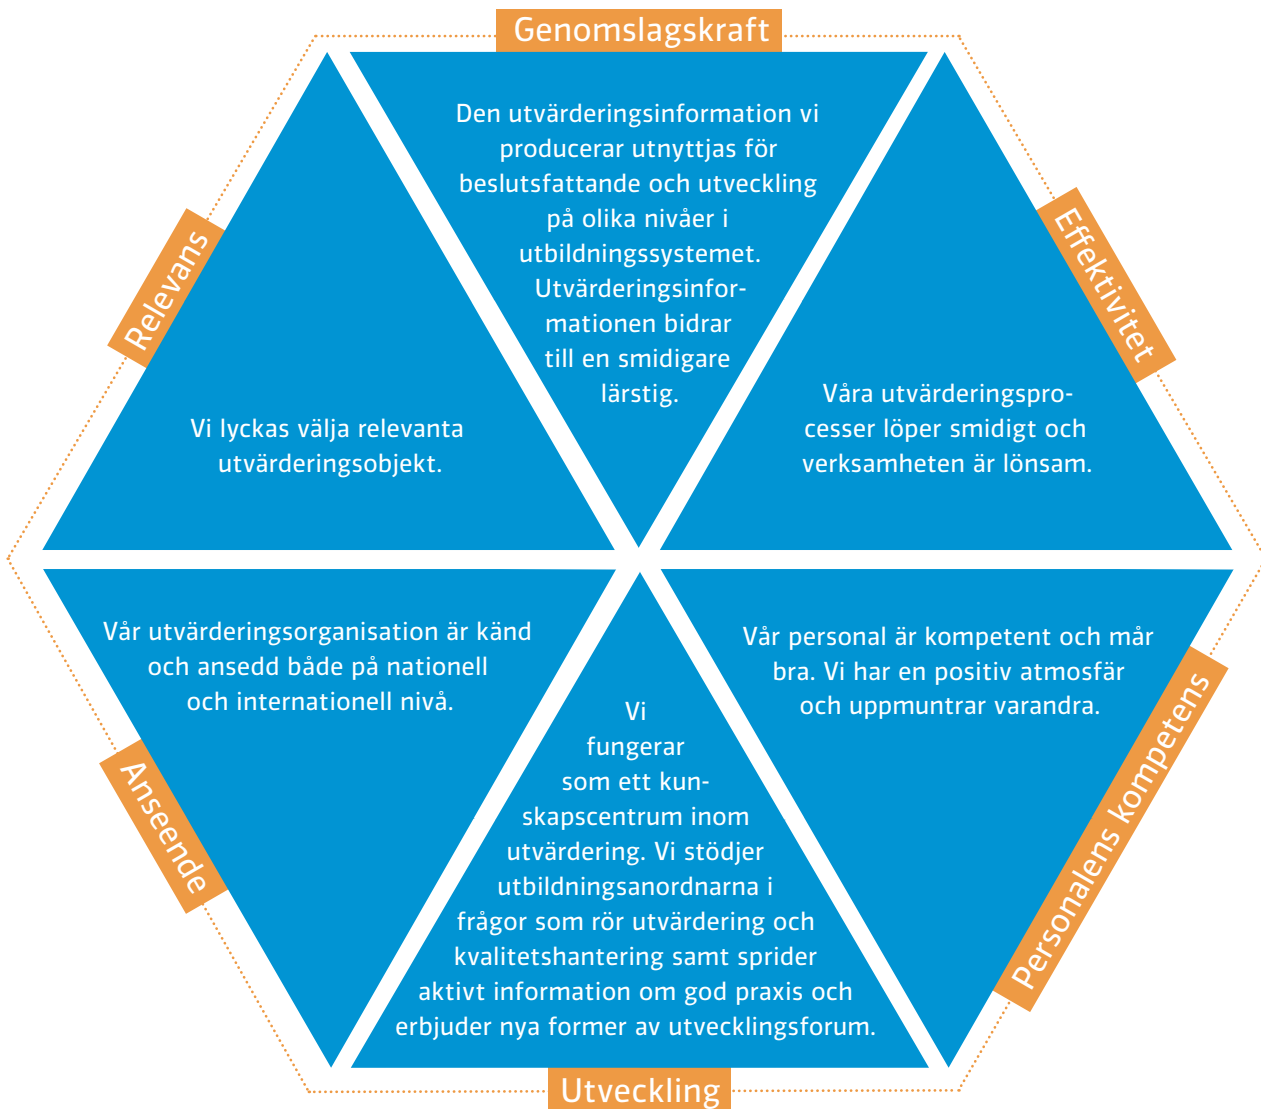 Genomslagskraft
Den utvärderingsinformation vi
producerar utnyttjas för
beslutsfattande och utveckling
på olika nivåer i
utbildningssystemet.
Utvärderingsinfor-
mationen bidrar
till en smidigare
lärstig.
Effektivitet
Våra utvärderingspro-
cesser löper smidigt och
verksamheten är lönsam.
Relevans
Vi lyckas välja relevanta
utvärderingsobjekt.
Vår utvärderingsorganisation är känd
och ansedd både på nationell
och internationell nivå.
Anseende
Vi
fungerar
som ett kun-
skapscentrum inom
utvärdering. Vi stödjer
utbildningsanordnarna i
frågor som rör utvärdering och
kvalitetshantering samt sprider
aktivt information om god praxis och
erbjuder nya former av utvecklingsforum.
Utveckling
Vår personal är kompetent och mår
bra. Vi har en positiv atmosfär
och uppmuntrar varandra.
Personalens kompetens